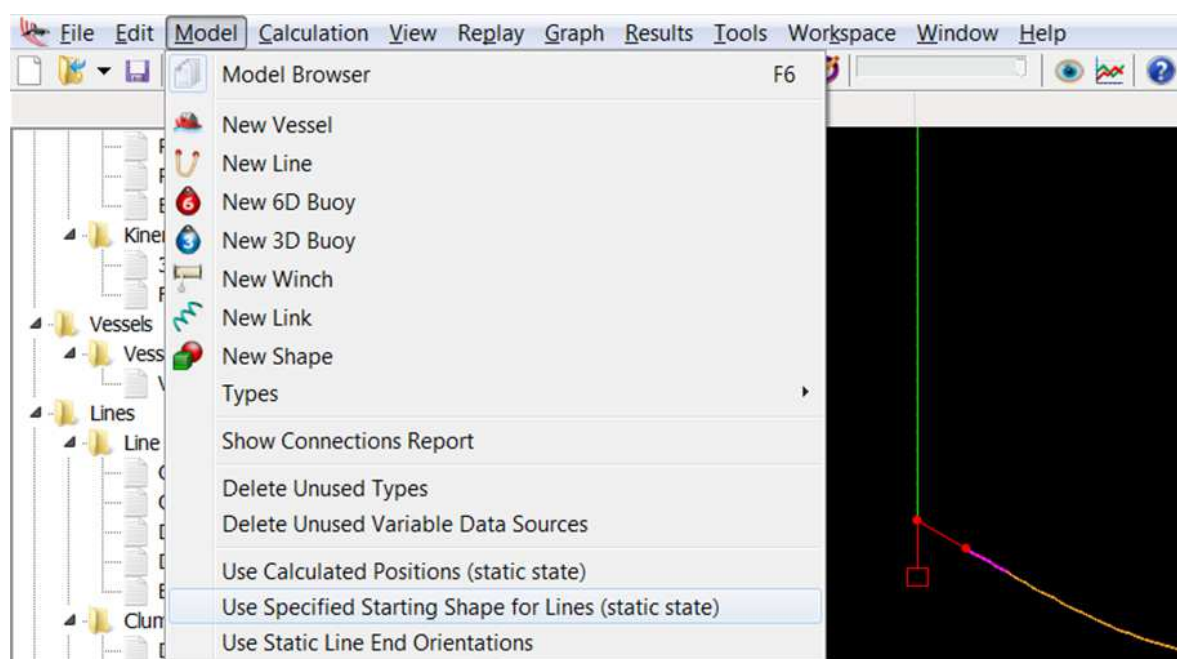 File Edit Model Calculation View Replay Graph Results Tools Workspace Window Help
Model Browser F6
New Vessel
New Line
6 New 6D Buoy
Kine
3 New 3D Buoy
New Winch
Vessels
New Link
Vess
New Shape
Types
Lines
Line
Show Connections Report
Delete Unused Types
Delete Unused Variable Data Sources
Use Calculated Positions (static state)
Clum
Use Specified Starting Shape for Lines (static state)
Use Static Line End Orientations